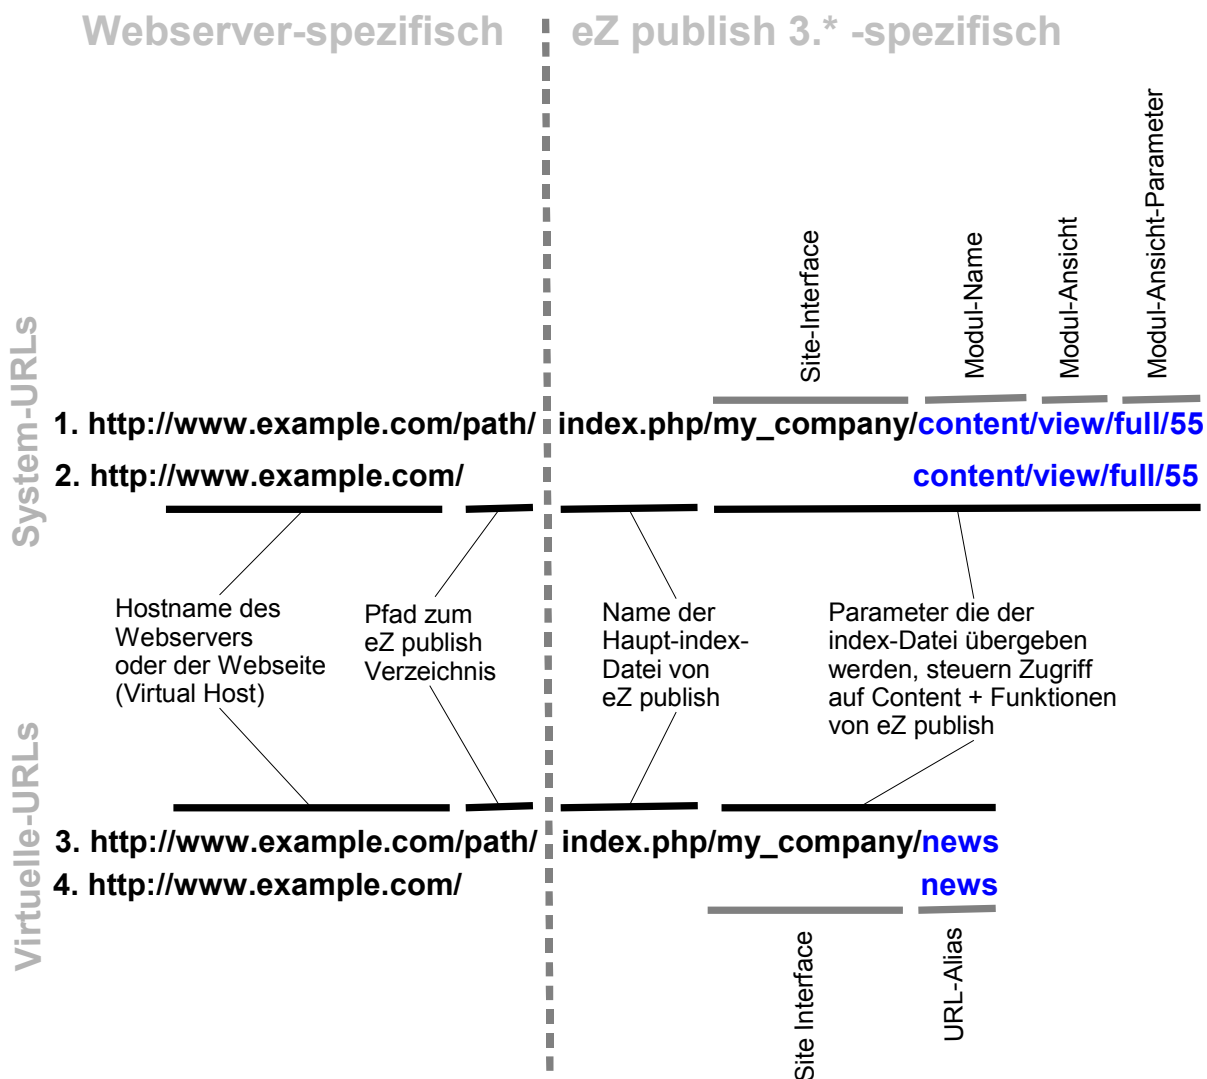 Webserver-spezifisch
eZ publish 3.* -spezifisch
System-URLs
Site-Interface
Modul-Name
Modul-Ansicht
Modul-Ansicht-Parameter
1. http://www.example.com/path/ index.php/my_company/content/view/full/55
2. http://www.example.com/ content/view/full/55
Hostname des
Webservers
oder der Webseite
(Virtual Host)
Pfad zum
eZ publish
Verzeichnis
Name der
Haupt-index-
Datei von
eZ publish
Parameter die der
index-Datei übergeben
werden, steuern Zugriff
auf Content + Funktionen
von eZ publish
Virtuelle-URLs
3. http://www.example.com/path/ index.php/my_company/news
4. http://www.example.com/ news
Site Interface
URL-Alias